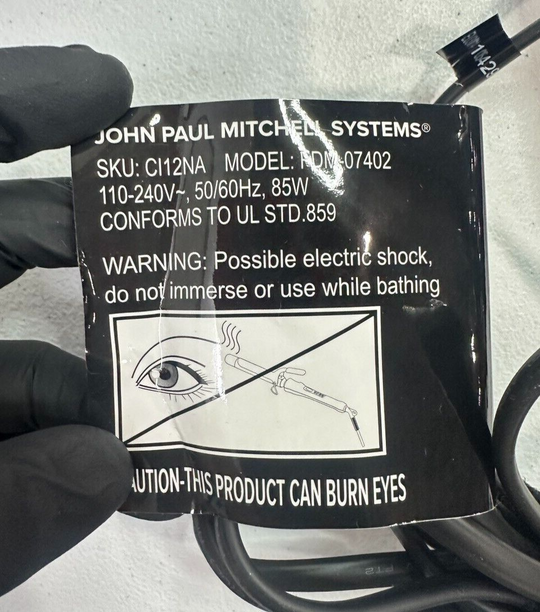 JOHN PAUL MITCHELL SYSTEMS®
SKU: CI12NA MODEL: FDM-07402
110-240V~, 50/60Hz, 85W
CONFORMS TO UL STD.859
WARNING: Possible electric shock,
do not immerse or use while bathing
CAUTION-THIS PRODUCT CAN BURN EYES